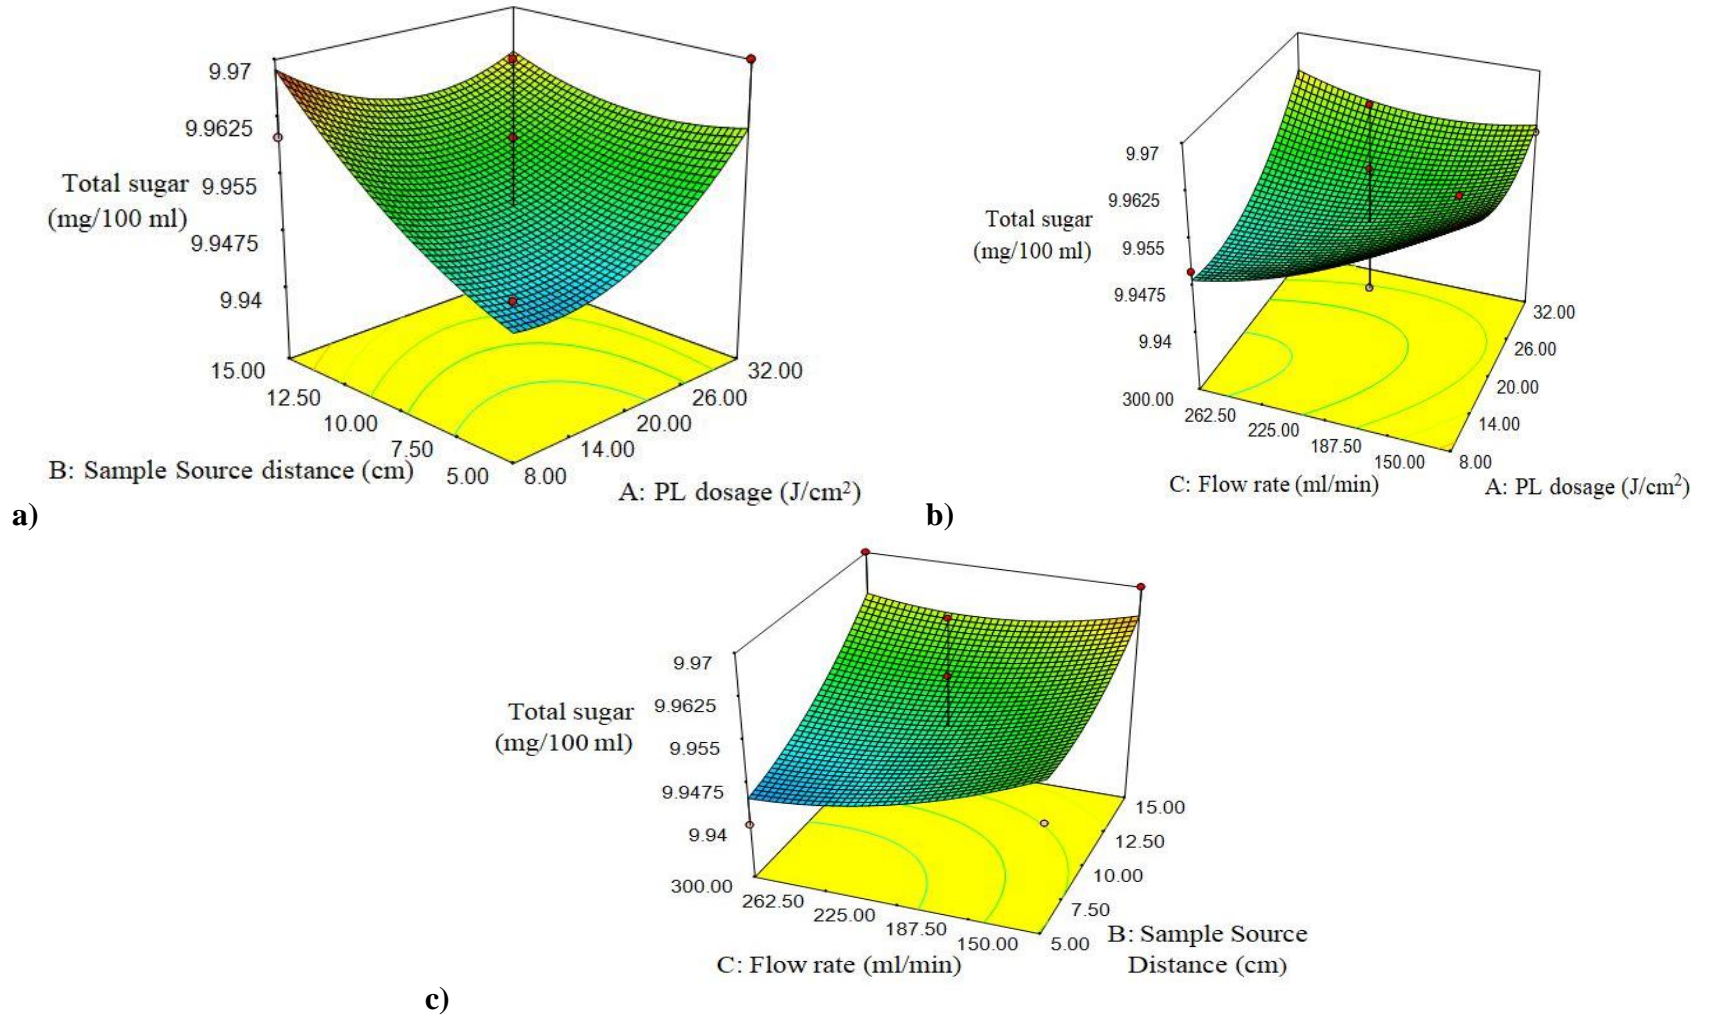 9.97
9.9625
9.955
9.9475
9.94
Total sugar
(mg/100 ml)
15.00
12.50
10.00
7.50
5.00
8.00
14.00
20.00
26.00
32.00
B: Sample Source distance (cm)
A: PL dosage (J/cm²)
a)
9.97
9.9625
9.955
9.9475
9.94
Total sugar
(mg/100 ml)
300.00
262.50
225.00
187.50
150.00
8.00
14.00
20.00
26.00
32.00
C: Flow rate (ml/min)
A: PL dosage (J/cm²)
b)
9.97
9.9625
9.955
9.9475
9.94
Total sugar
(mg/100 ml)
300.00
262.50
225.00
187.50
150.00
5.00
7.50
10.00
12.50
15.00
C: Flow rate (ml/min)
B: Sample Source
Distance (cm)
c)